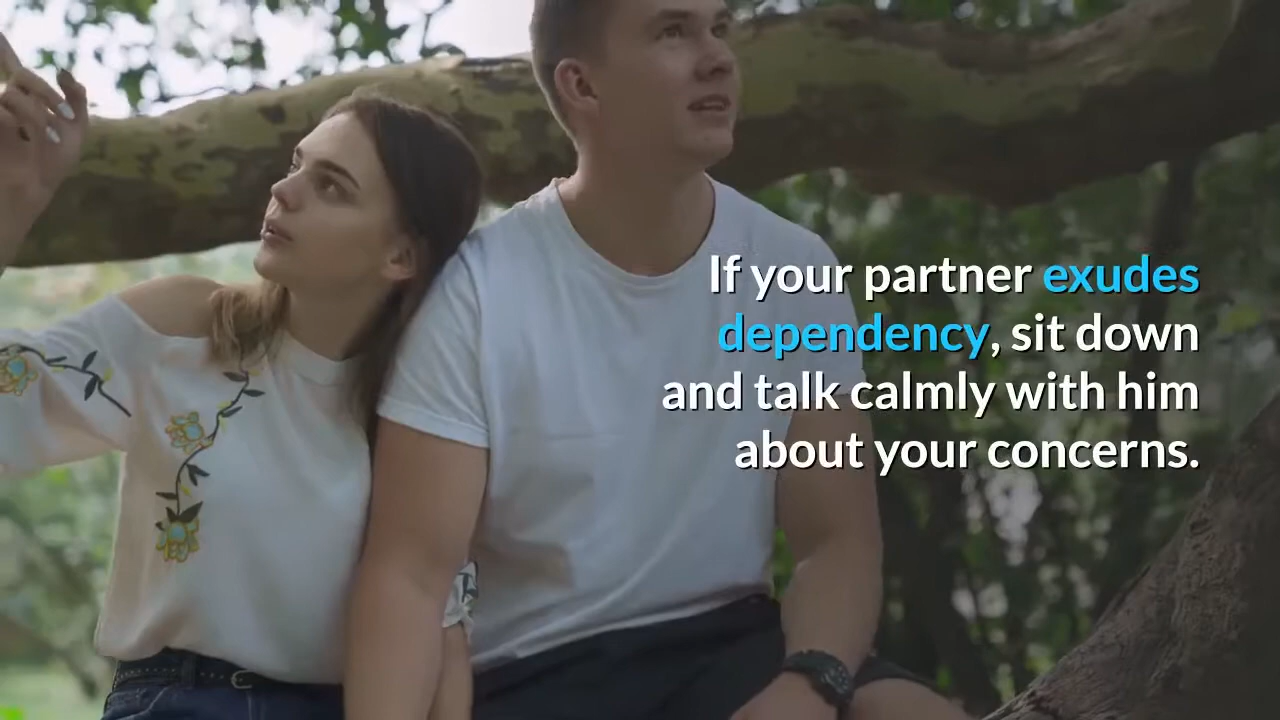 If your partner exudes
dependency, sit down
and talk calmly with him
about your concerns.